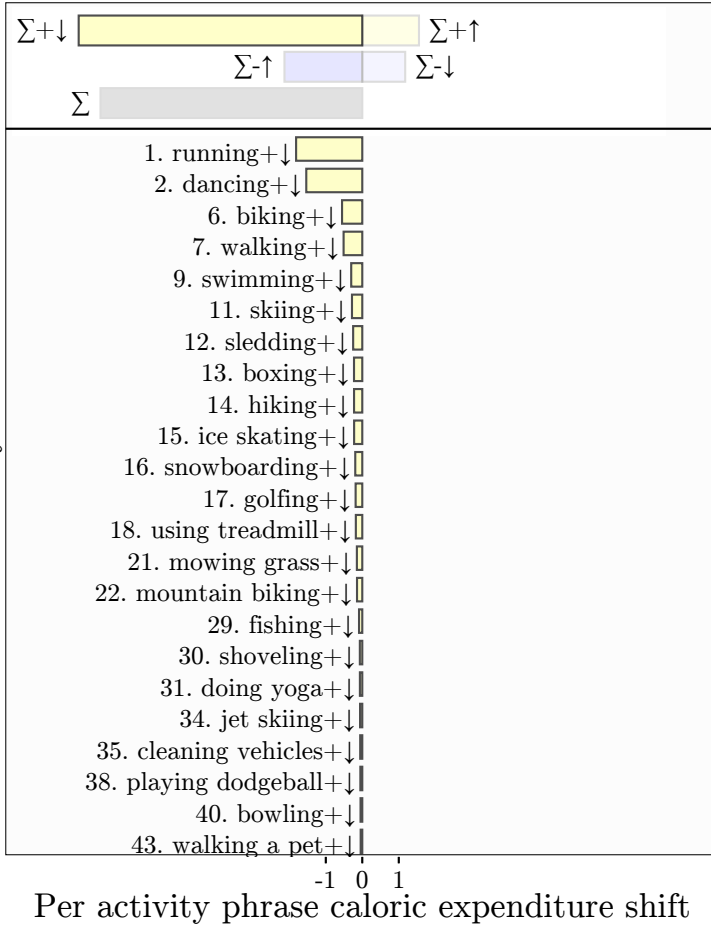 Σ+↓ Σ+↑
Σ-↑ Σ-↓
Σ
1. running+↓
2. dancing+↓
6. biking+↓
7. walking+↓
9. swimming+↓
11. skiing+↓
12. sledding+↓
13. boxing+↓
14. hiking+↓
15. ice skating+↓
16. snowboarding+↓
17. golfing+↓
18. using treadmill+↓
21. mowing grass+↓
22. mountain biking+↓
29. fishing+↓
30. shoveling+↓
31. doing yoga+↓
34. jet skiing+↓
35. cleaning vehicles+↓
38. playing dodgeball+↓
40. bowling+↓
43. walking a pet+↓
-1 0 1
Per activity phrase caloric expenditure shift